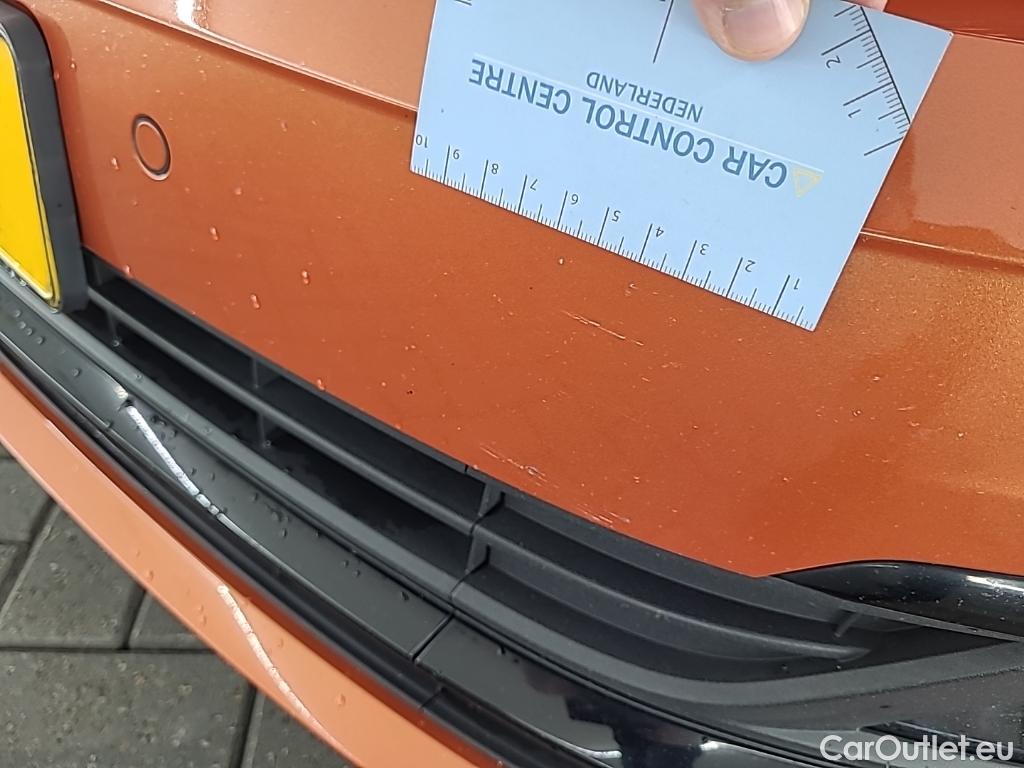 CAR CONTROL CENTRE
NEDERLAND
1 2 3 4 5 6 7 8 9 10
1
2
CarOutlet.eu